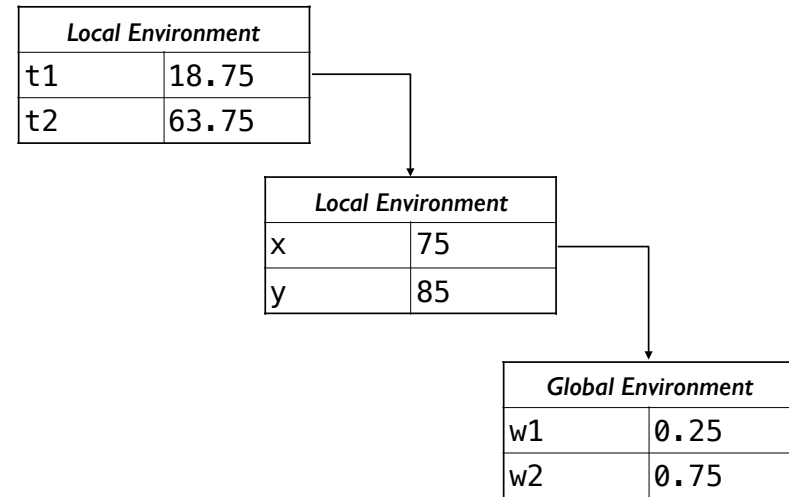 Local Environment
t1 18.75
t2 63.75
Local Environment
x 75
y 85
Global Environment
w1 0.25
w2 0.75